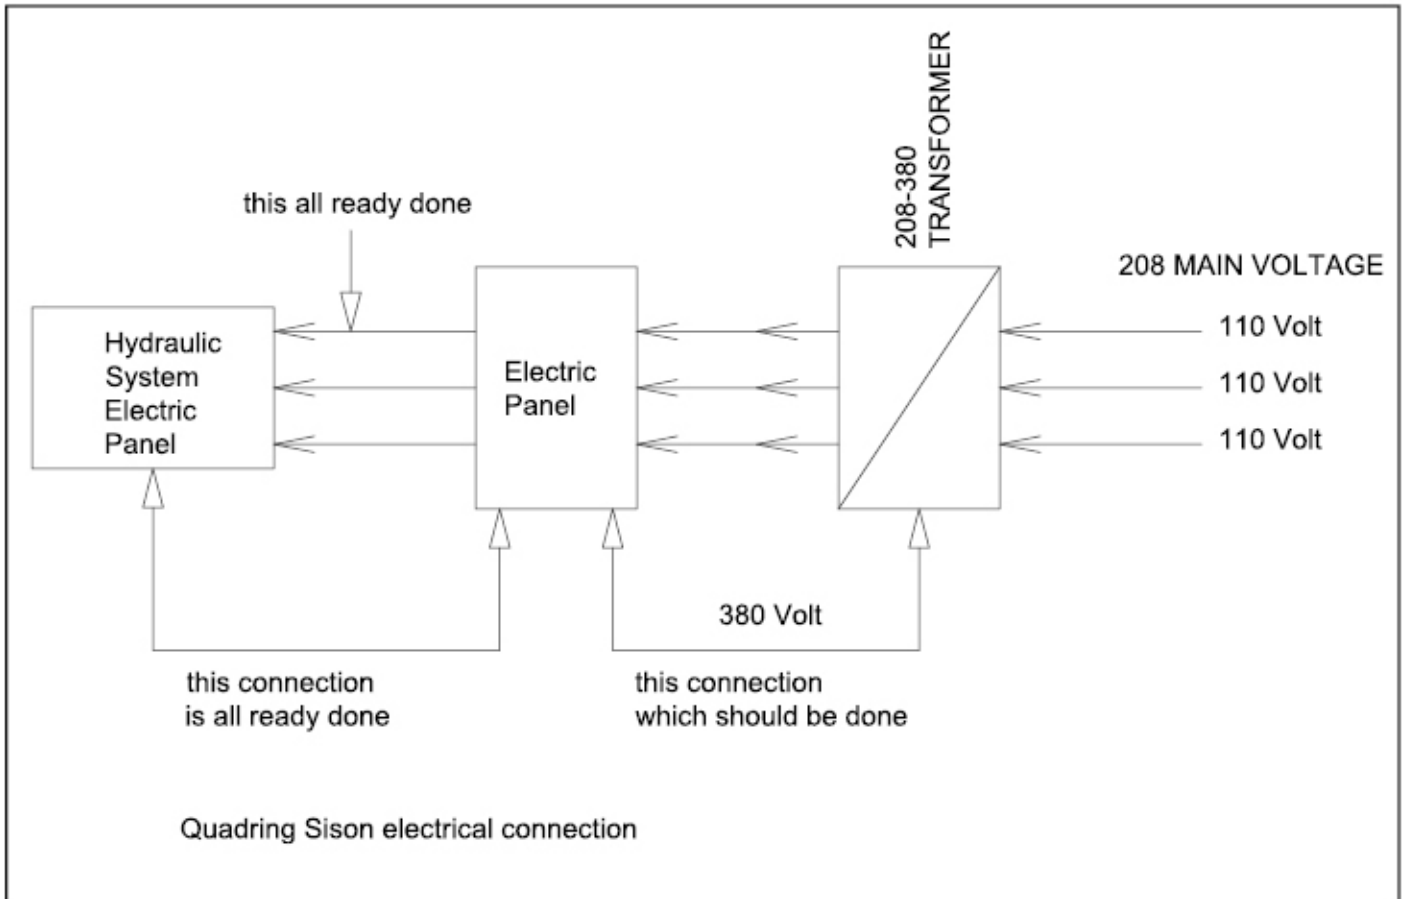 208-380
TRANSFORMER
this all ready done
208 MAIN VOLTAGE
110 Volt
110 Volt
110 Volt
Hydraulic
System
Electric
Panel
Electric
Panel
380 Volt
this connection
is all ready done
this connection
which should be done
Quadring Sison electrical connection